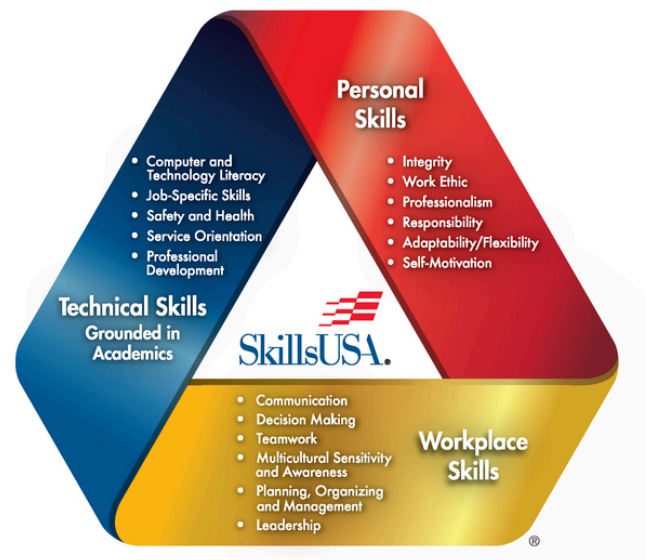 Personal
Skills
• Integrity
• Work Ethic
• Professionalism
• Responsibility
• Adaptability/Flexibility
• Self-Motivation
• Computer and
Technology Literacy
• Job-Specific Skills
• Safety and Health
• Service Orientation
• Professional
Development
Technical Skills
Grounded in
Academics
SkillsUSA®
• Communication
• Decision Making
• Teamwork
• Multicultural Sensitivity
and Awareness
• Planning, Organizing
and Management
• Leadership
Workplace
Skills
®